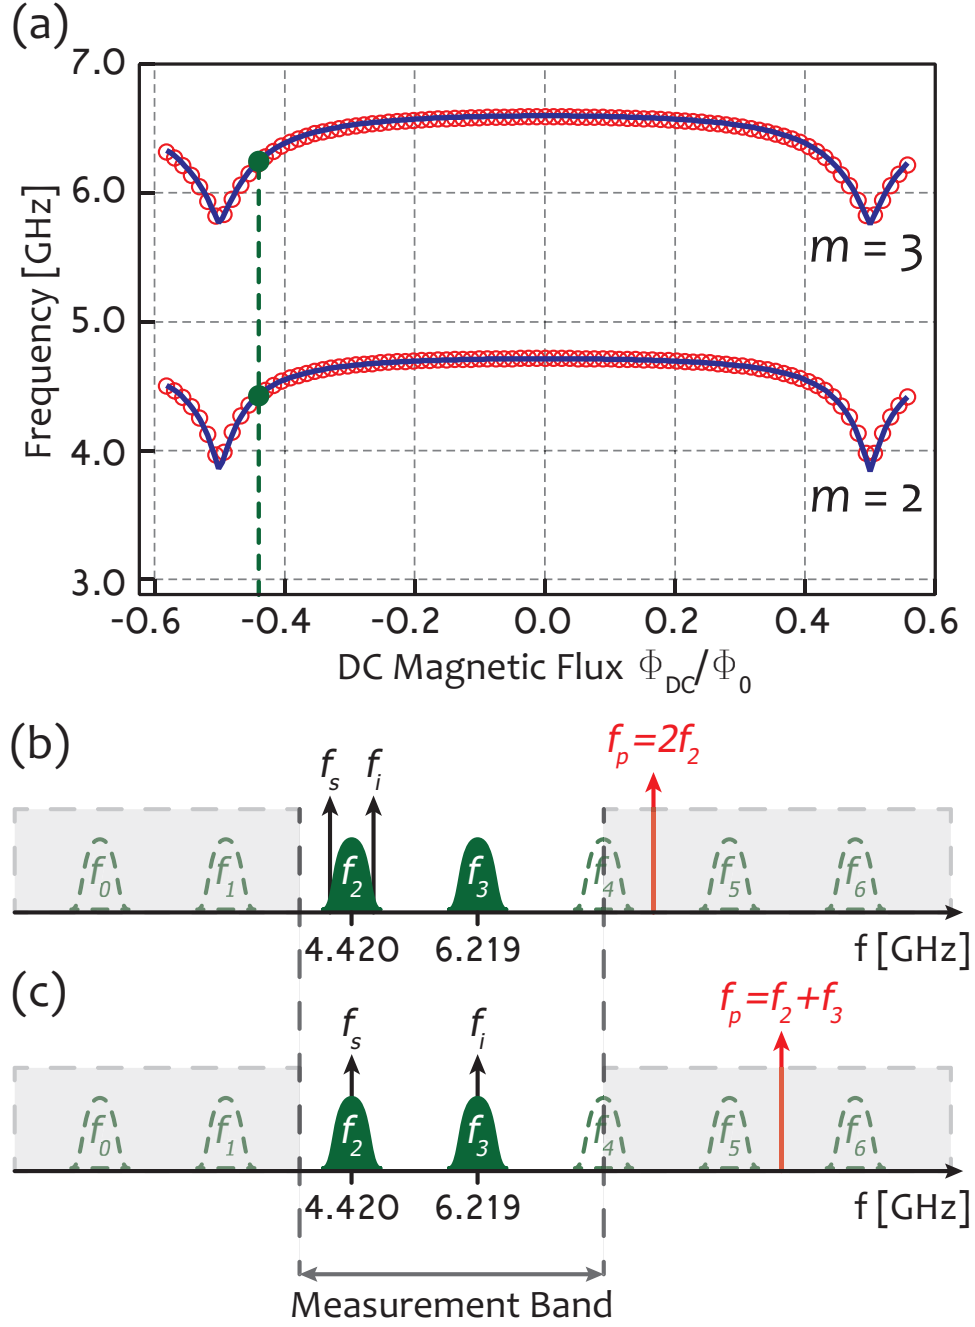 (a)
Frequency [GHz]
7.0
6.0
5.0
4.0
3.0
m = 3
m = 2
-0.6 -0.4 -0.2 0.0 0.2 0.4 0.6
DC Magnetic Flux Φ_DC/Φ_0
(b)
f_s f_i f_p=2f_2
f_0 f_1 f_2 f_3 f_4 f_5 f_6
4.420 6.219 f [GHz]
(c)
f_s f_i f_p=f_2+f_3
f_0 f_1 f_2 f_3 f_4 f_5 f_6
4.420 6.219 f [GHz]
Measurement Band